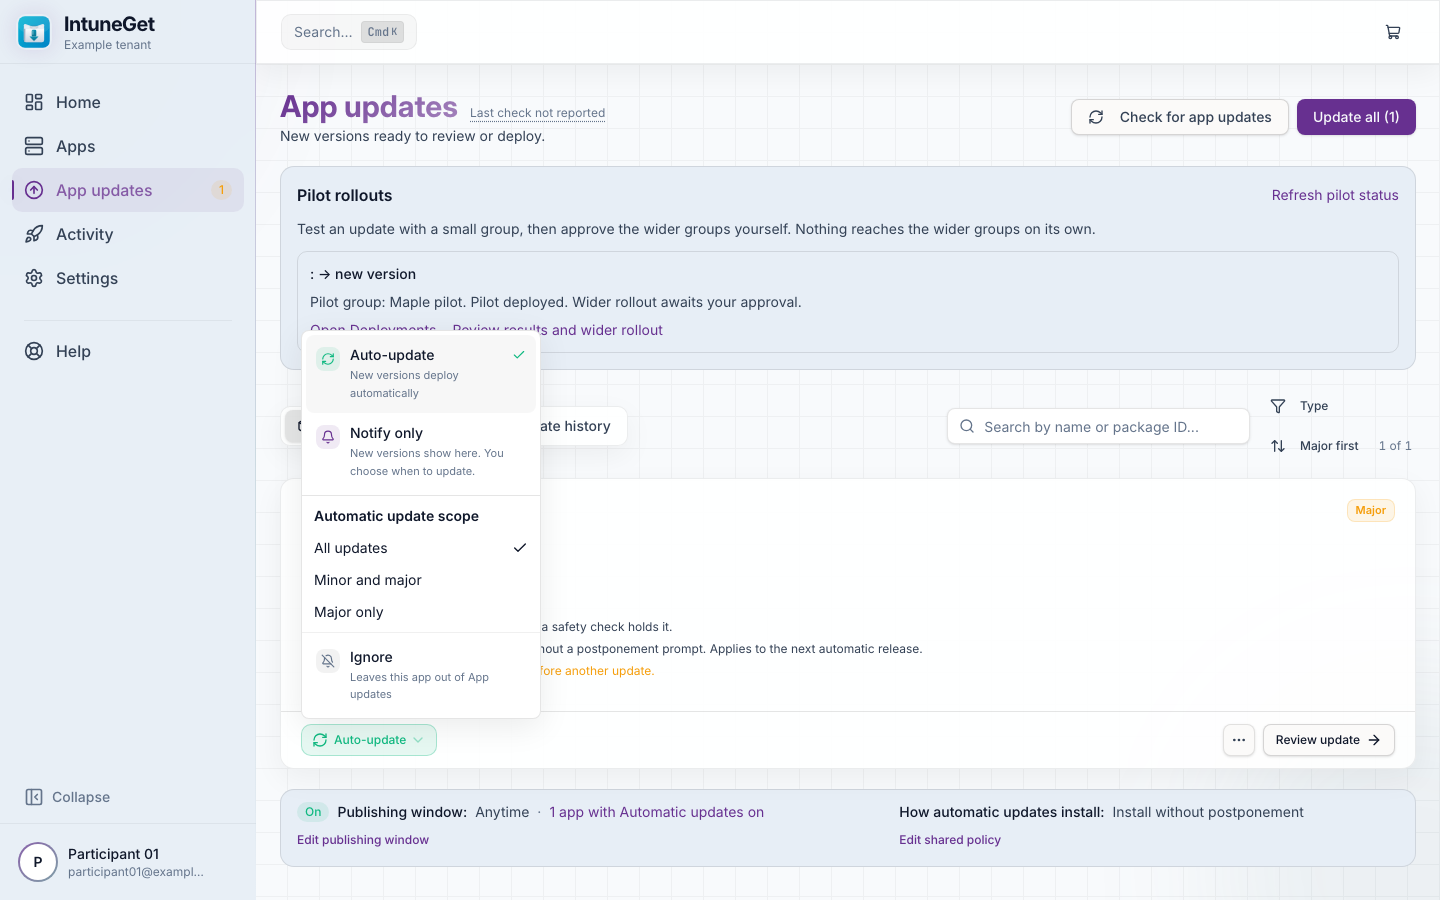 IntuneGet
Example tenant
Search...
Cmd K
Home
Apps
App updates
1
Activity
Settings
Help
Collapse
P
Participant 01
participant01@exampl...
App updates
Last check not reported
New versions ready to review or deploy.
Check for app updates
Update all (1)
Pilot rollouts
Refresh pilot status
Test an update with a small group, then approve the wider groups yourself. Nothing reaches the wider groups on its own.
: → new version
Pilot group: Maple pilot. Pilot deployed. Wider rollout awaits your approval.
Open Deployments
Review results and wider rollout
Auto-update
New versions deploy
automatically
Notify only
New versions show here. You
choose when to update.
Automatic update scope
All updates
Minor and major
Major only
Ignore
Leaves this app out of App
updates
ate history
Search by name or package ID...
Type
Major first
1 of 1
Major
a safety check holds it.
out a postponement prompt. Applies to the next automatic release.
fore another update.
Auto-update
Review update →
On
Publishing window: Anytime · 1 app with Automatic updates on
Edit publishing window
How automatic updates install: Install without postponement
Edit shared policy